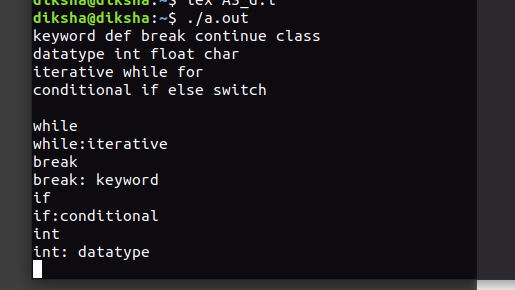 diksha@diksha:~$ lex A3_d.l
diksha@diksha:~$ ./a.out
keyword def break continue class
datatype int float char
iterative while for
conditional if else switch
while
while:iterative
break
break: keyword
if
if:conditional
int
int: datatype